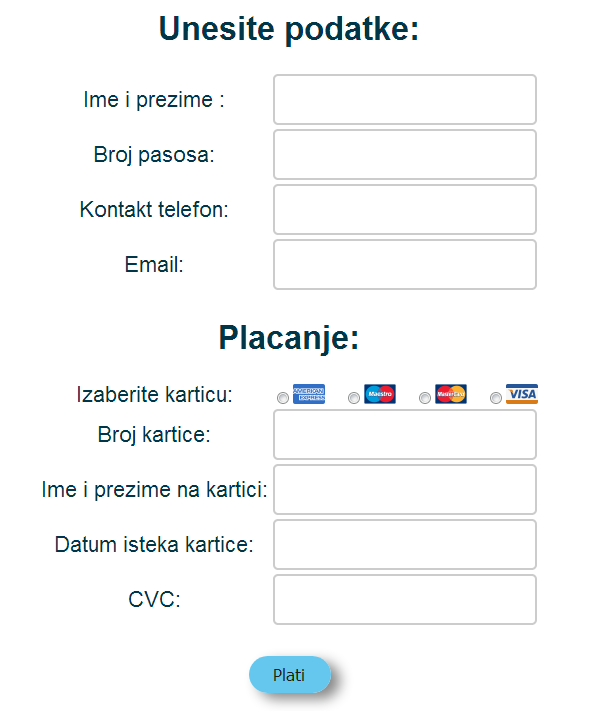 Unesite podatke:
Ime i prezime :
Broj pasosa:
Kontakt telefon:
Email:
Placanje:
Izaberite karticu: AMERICAN EXPRESS Maestro MasterCard VISA
Broj kartice:
Ime i prezime na kartici:
Datum isteka kartice:
CVC:
Plati